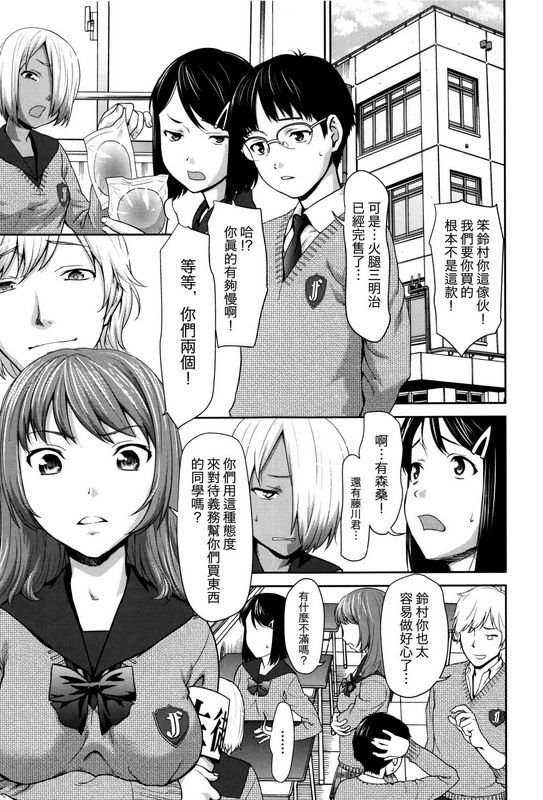 笨鈴村你這傢伙！
我們要你買的
根本不是這款！
可是…火腿三明治
已經完售了…
哈!?
你真的有夠慢啊！
等等，你們兩個！
啊…有森桑！
還有藤川君…
……
你們用這種態度
來對待義務幫你們買東西
的同學嗎？
鈴村你也太
容易做好心了…
有什麼不滿嗎？
……